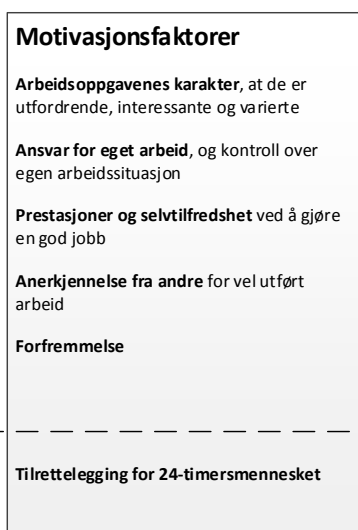 Motivasjonsfaktorer
Arbeidsoppgavenes karakter, at de er
utfordrende, interessante og varierte
Ansvar for eget arbeid, og kontroll over
egen arbeidssituasjon
Prestasjoner og selvtilfredshet ved å gjøre
en god jobb
Anerkjennelse fra andre for vel utført
arbeid
Forfremmelse
Tilrettelegging for 24-timersmennesket